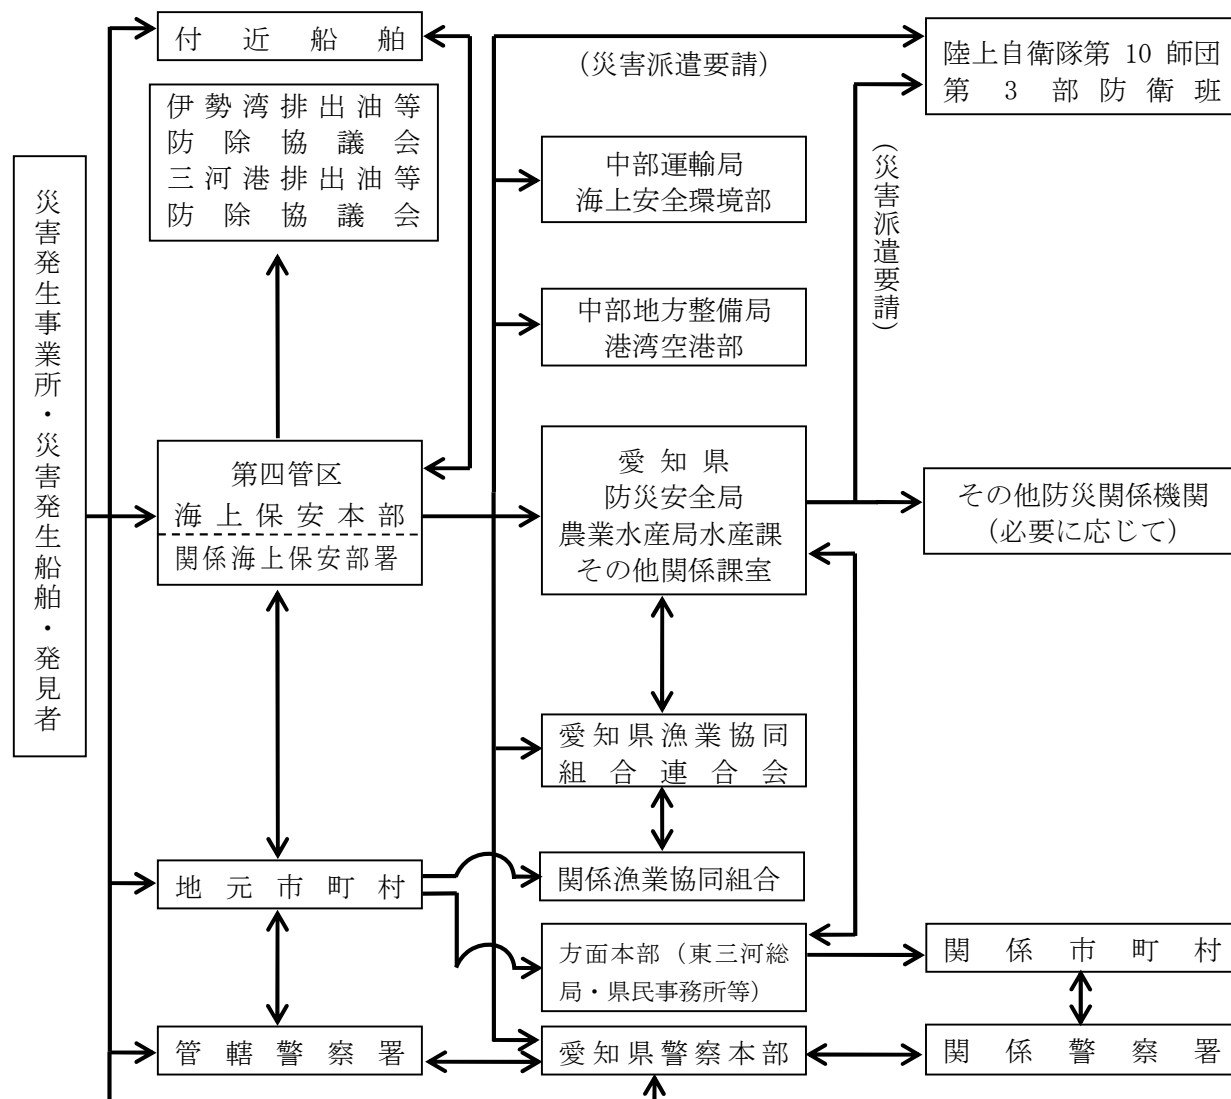 災害発生事業所・災害発生船舶・発見者
付近船舶
伊勢湾排出油等
防除協議会
三河港排出油等
防除協議会
第四管区
海上保安本部
関係海上保安部署
地元市町村
管轄警察署
(災害派遣要請)
中部運輸局
海上安全環境部
中部地方整備局
港湾空港部
愛知県
防災安全局
農業水産局水産課
その他関係課室
愛知県漁業協同
組合連合会
関係漁業協同組合
方面本部(東三河総
局・県民事務所等)
愛知県警察本部
陸上自衛隊第 10 師団
第 3 部防衛班
(災害派遣要請)
その他防災関係機関
(必要に応じて)
関係市町村
関係警察署